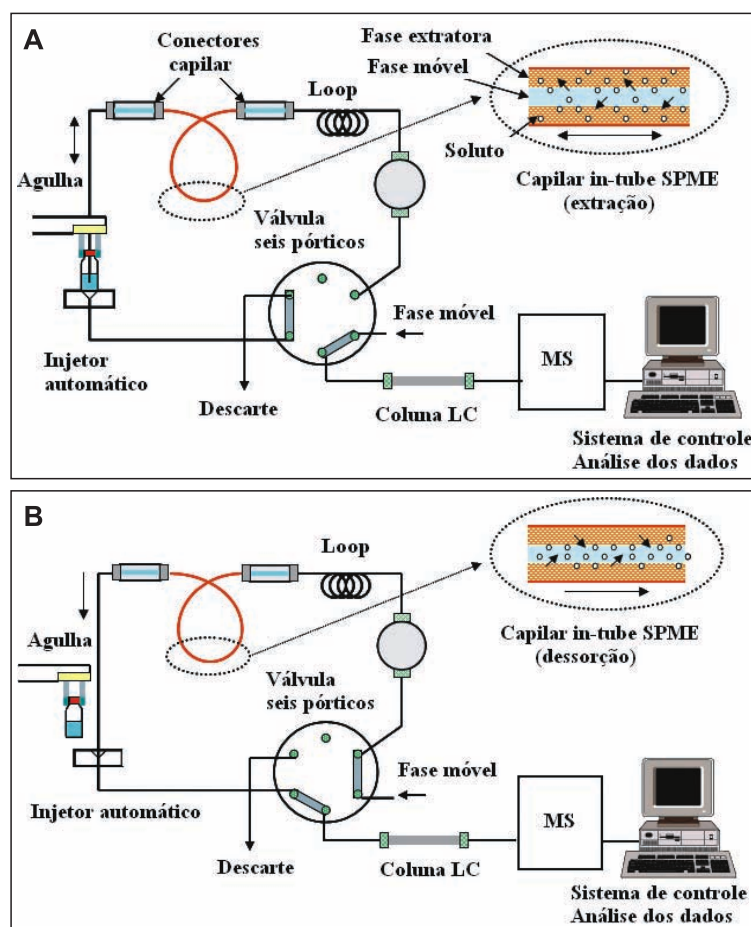 A
Conectores
capilar
Loop
Fase extratora
Fase móvel
Soluto
Capilar in-tube SPME
(extração)
Agulha
Válvula
seis pórticos
Fase móvel
MS
Injetor
automático
Descarte
Coluna LC
Sistema de controle
Análise dos dados
B
Loop
Agulha
Capilar in-tube SPME
(dessorção)
Válvula
seis pórticos
Fase móvel
Injetor automático
MS
Descarte
Coluna LC
Sistema de controle
Análise dos dados